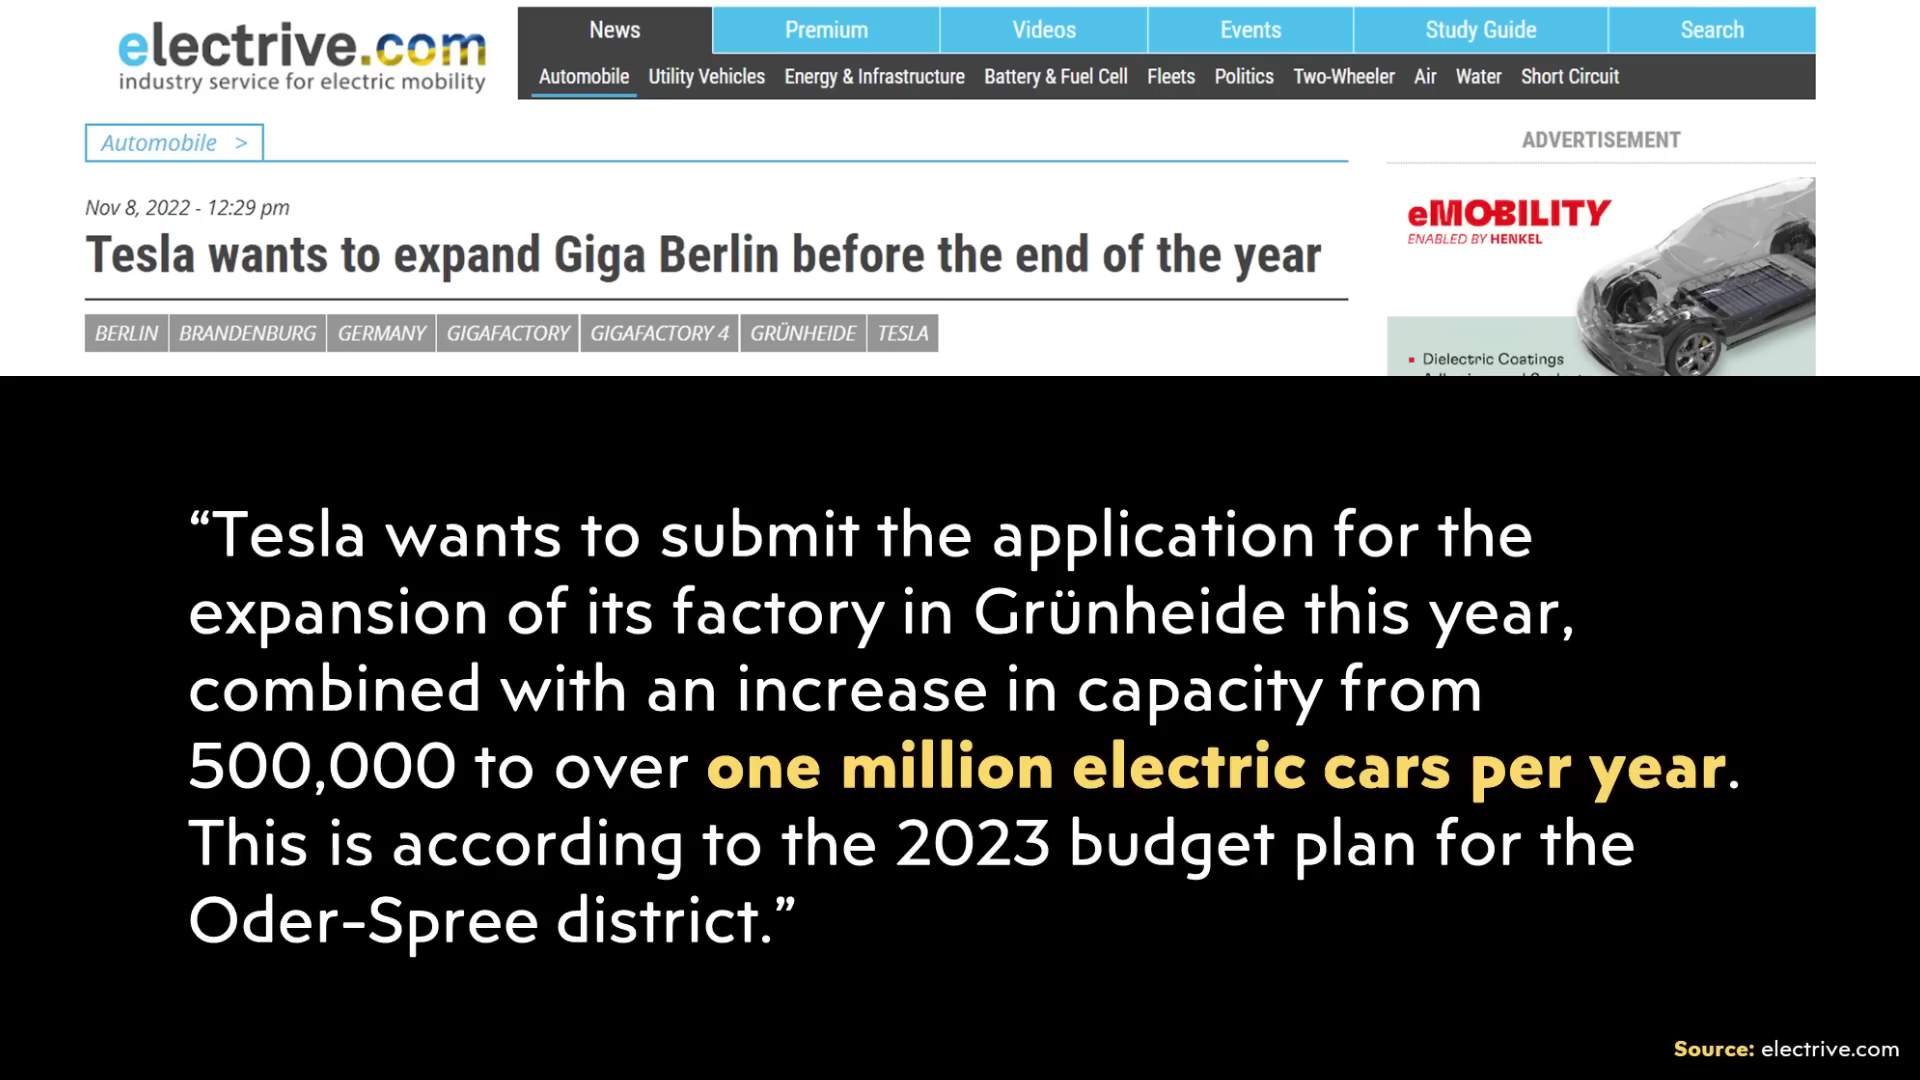 electrive.com
industry service for electric mobility
News Premium Videos Events Study Guide Search
Automobile Utility Vehicles Energy & Infrastructure Battery & Fuel Cell Fleets Politics Two-Wheeler Air Water Short Circuit
Automobile >
Nov 8, 2022 - 12:29 pm
Tesla wants to expand Giga Berlin before the end of the year
BERLIN BRANDENBURG GERMANY GIGAFACTORY GIGAFACTORY 4 GRÜNHEIDE TESLA
ADVERTISEMENT
eMOBILITY
ENABLED BY HENKEL
Dielectric Coatings
“Tesla wants to submit the application for the
expansion of its factory in Grünheide this year,
combined with an increase in capacity from
500,000 to over one million electric cars per year.
This is according to the 2023 budget plan for the
Oder-Spree district.”
Source: electrive.com